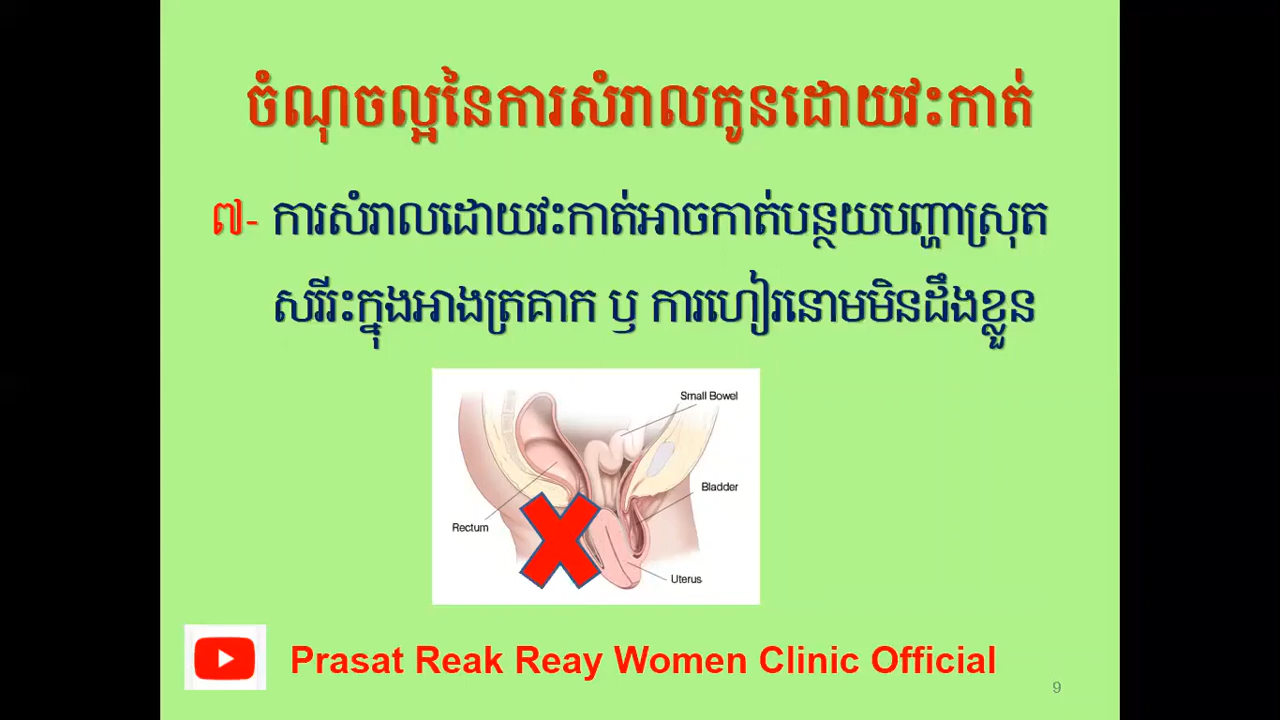 ចំណុចល្អនៃការសំរាលកូនដោយវះកាត់
៧- ការសំរាលដោយវះកាត់អាចកាត់បន្ថយបញ្ហាស្រុត
សរីរះក្នុងអាងត្រគាក ឫ ការហៀរនោមមិនដឹងខ្លួន
Small Bowel
Bladder
Rectum
Uterus
Prasat Reak Reay Women Clinic Official
9